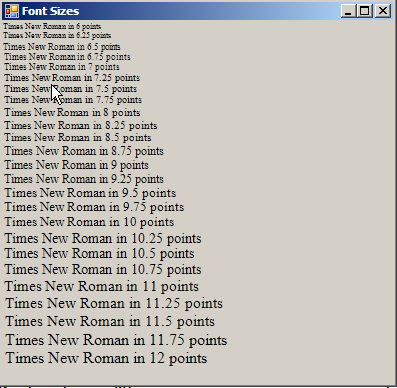 Font Sizes
Times New Roman in 6 points
Times New Roman in 6.25 points
Times New Roman in 6.5 points
Times New Roman in 6.75 points
Times New Roman in 7 points
Times New Roman in 7.25 points
Times New Roman in 7.5 points
Times New Roman in 7.75 points
Times New Roman in 8 points
Times New Roman in 8.25 points
Times New Roman in 8.5 points
Times New Roman in 8.75 points
Times New Roman in 9 points
Times New Roman in 9.25 points
Times New Roman in 9.5 points
Times New Roman in 9.75 points
Times New Roman in 10 points
Times New Roman in 10.25 points
Times New Roman in 10.5 points
Times New Roman in 10.75 points
Times New Roman in 11 points
Times New Roman in 11.25 points
Times New Roman in 11.5 points
Times New Roman in 11.75 points
Times New Roman in 12 points